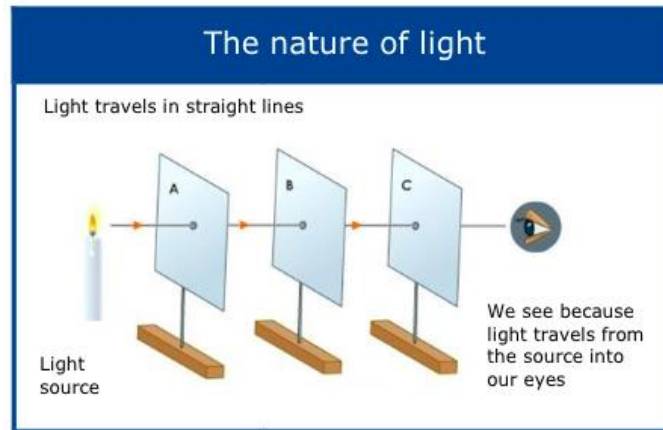 The nature of light
Light travels in straight lines
A
B
C
Light
source
We see because
light travels from
the source into
our eyes